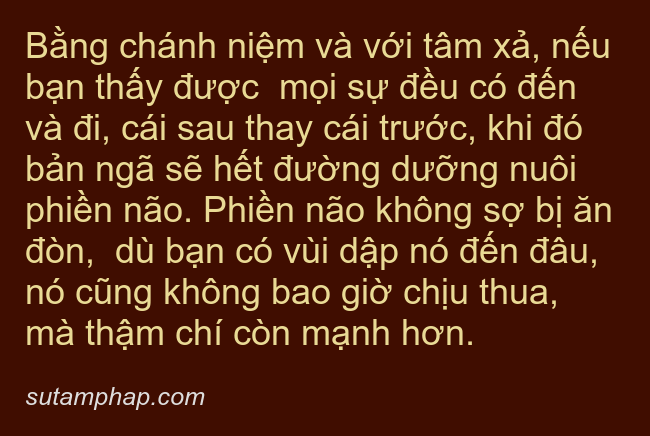 Bằng chánh niệm và với tâm xả, nếu
bạn thấy được  mọi sự đều có đến
và đi, cái sau thay cái trước, khi đó
bản ngã sẽ hết đường dưỡng nuôi
phiền não. Phiền não không sợ bị ăn
đòn,  dù bạn có vùi dập nó đến đâu,
nó cũng không bao giờ chịu thua,
mà thậm chí còn mạnh hơn.
sutamphap.com